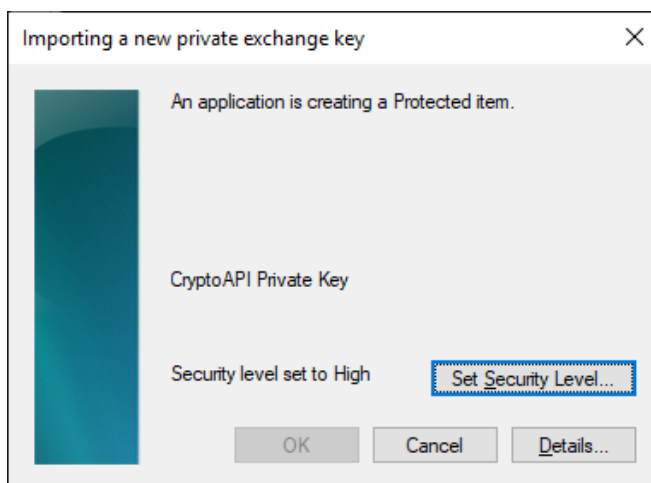 Importing a new private exchange key
An application is creating a Protected item.
CryptoAPI Private Key
Security level set to High
Set Security Level...
OK
Cancel
Details...